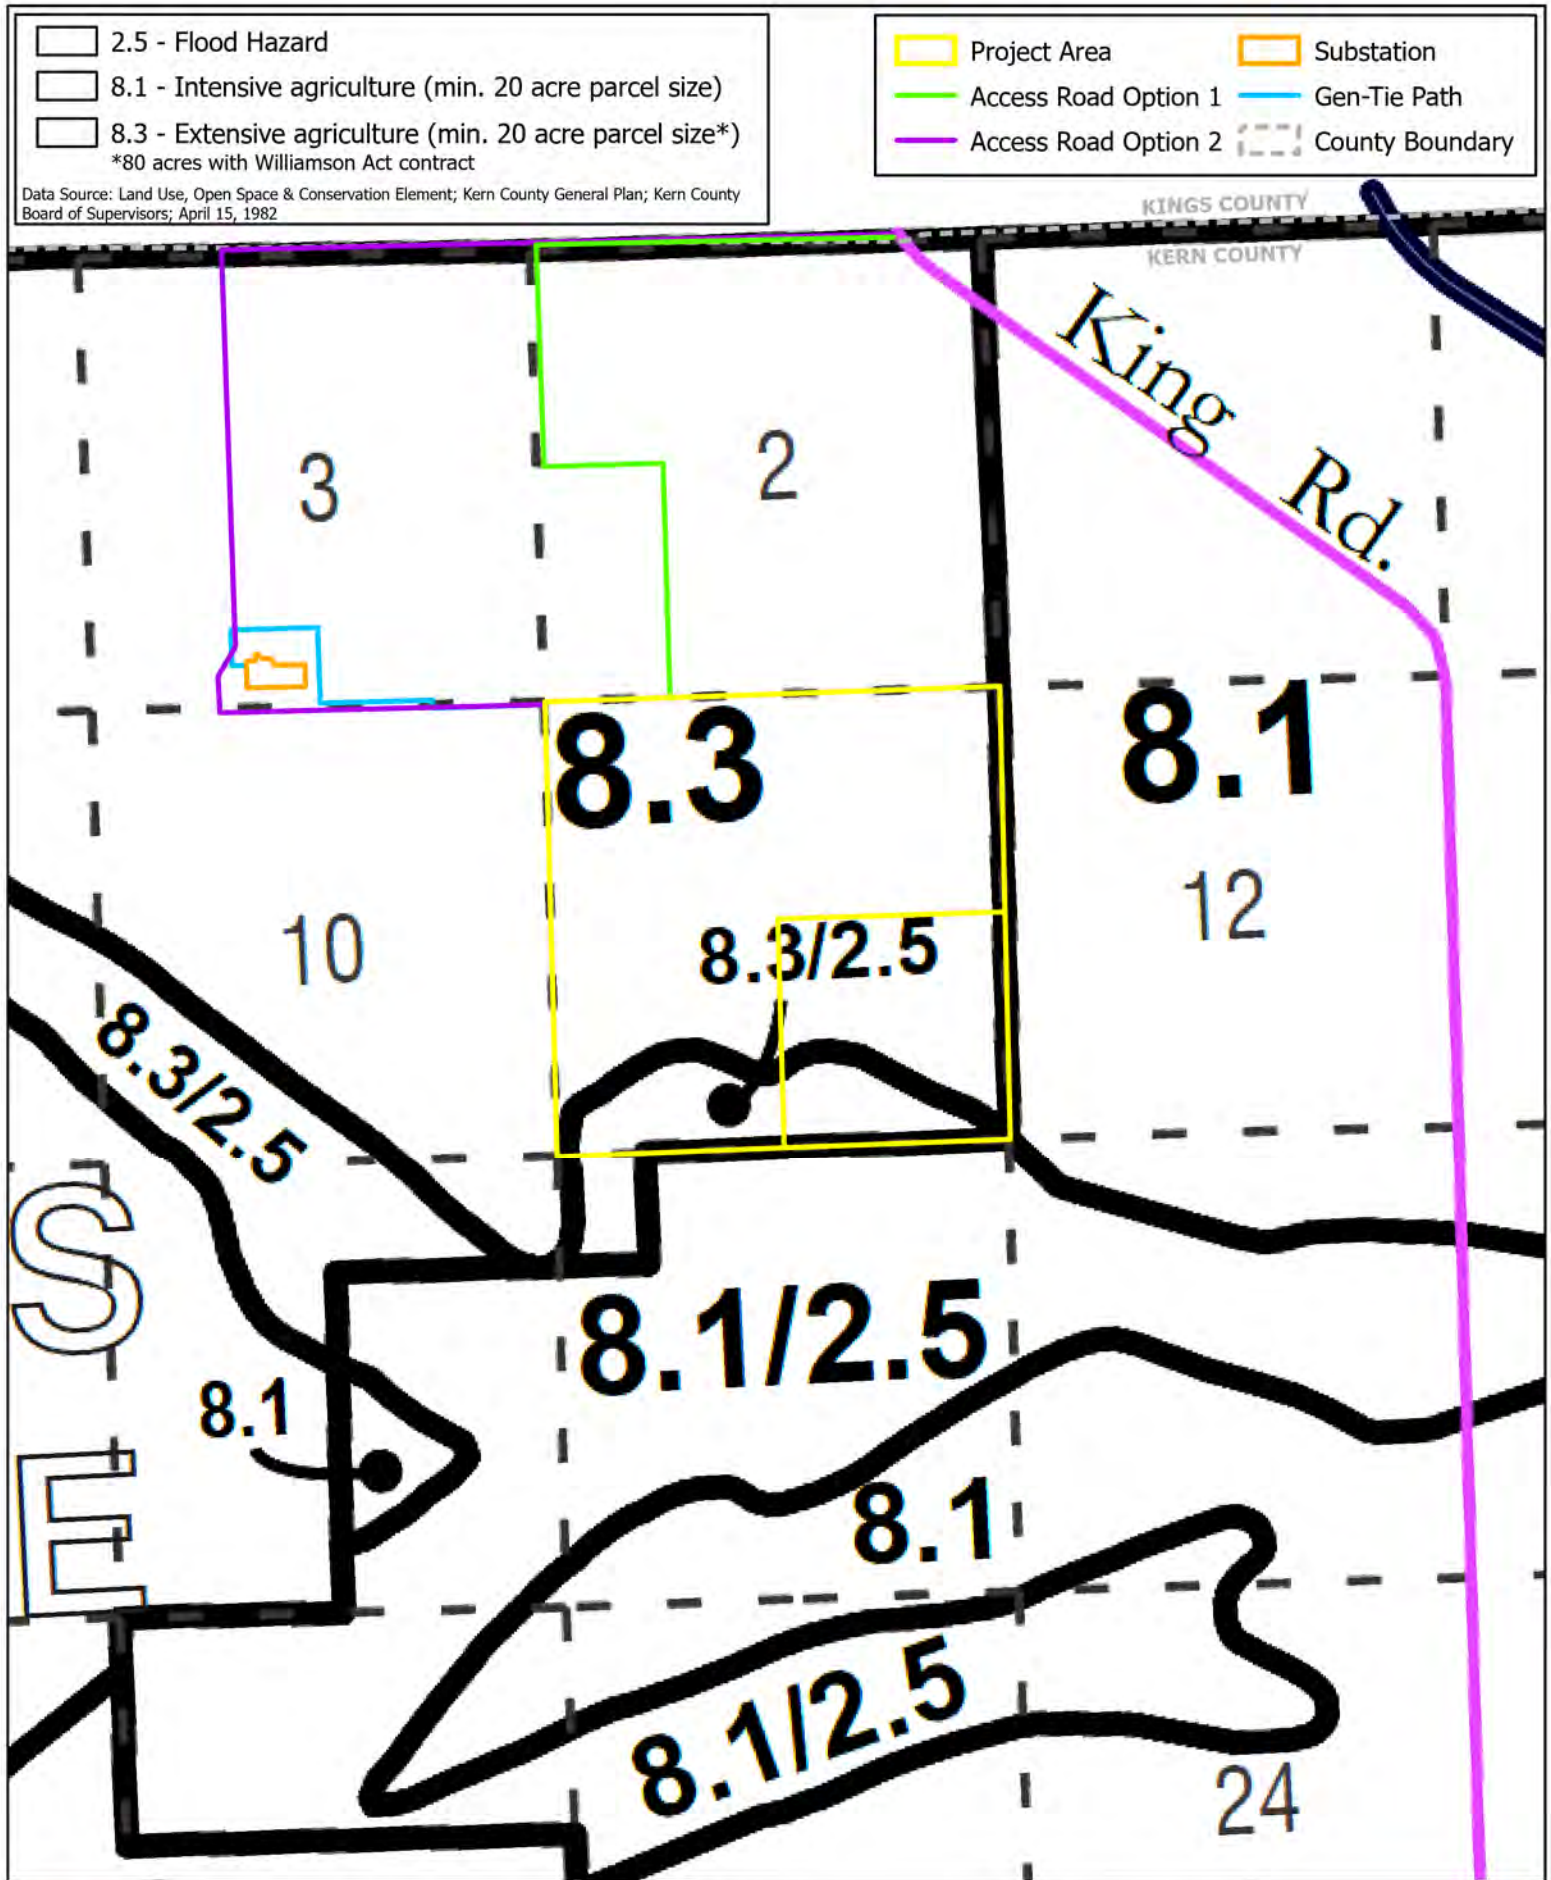 2.5 - Flood Hazard
8.1 - Intensive agriculture (min. 20 acre parcel size)
8.3 - Extensive agriculture (min. 20 acre parcel size*)
*80 acres with Williamson Act contract
Data Source: Land Use, Open Space & Conservation Element; Kern County General Plan; Kern County
Board of Supervisors; April 15, 1982
Project Area
Substation
Access Road Option 1
Gen-Tie Path
Access Road Option 2
County Boundary
KINGS COUNTY
KERN COUNTY
King Rd.
3
2
8.3
8.1
10
12
8.3/2.5
8.3/2.5
S
8.1/2.5
8.1
E
8.1
8.1/2.5
24